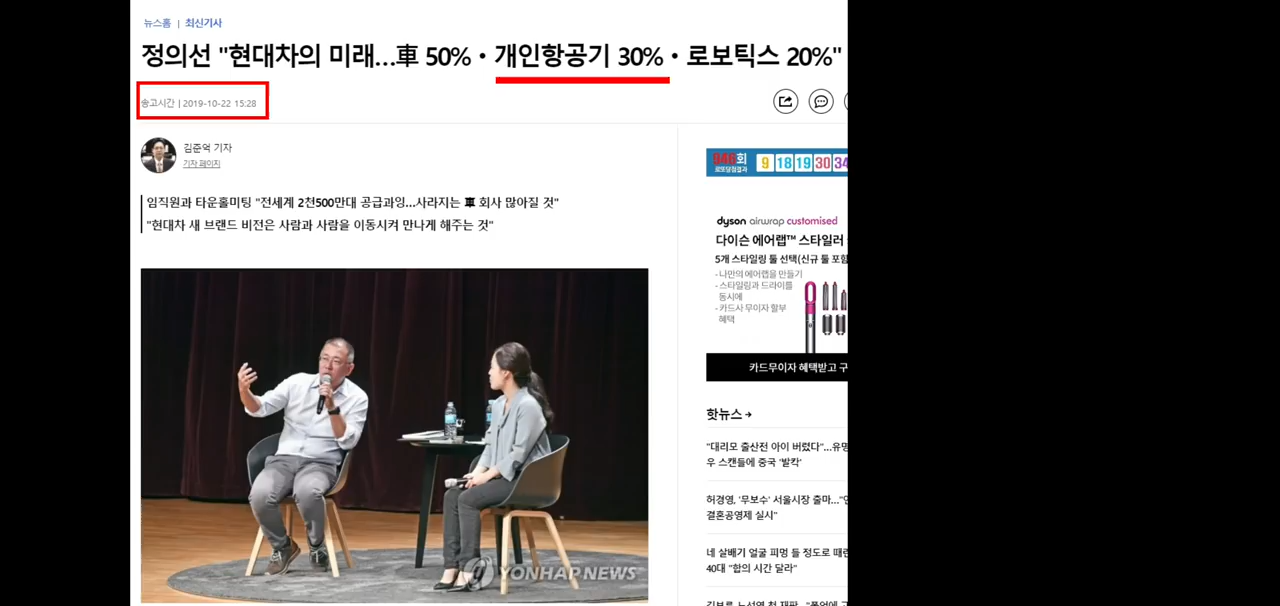 뉴스홈 | 최신기사
정의선 "현대차의 미래…車 50%·개인항공기 30%·로보틱스 20%"
송고시간 | 2019-10-22 15:28
김준억 기자
기자 페이지
임직원과 타운홀미팅 "전세계 2천500만대 공급과잉…사라지는 車 회사 많아질 것"
"현대차 새 브랜드 비전은 사람과 사람을 이동시켜 만나게 해주는 것"
YONHAP NEWS
946회
로또당첨결과
9 18 19 30 34
dyson airwrap customised
다이슨 에어랩™ 스타일러
5개 스타일링 툴 선택(신규 툴 포함
- 나만의 에어랩을 만들기
- 스타일링과 드라이를
동시에
- 카드사 무이자 할부
혜택
카드무이자 혜택받고 구
핫뉴스
"대리모 출산전 아이 버렸다"…유명
우 스캔들에 중국 '발칵'
허경영, '무보수' 서울시장 출마…"연
결혼공영제 실시"
네 살배기 얼굴 피멍 들 정도로 때린
40대 "합의 시간 달라"